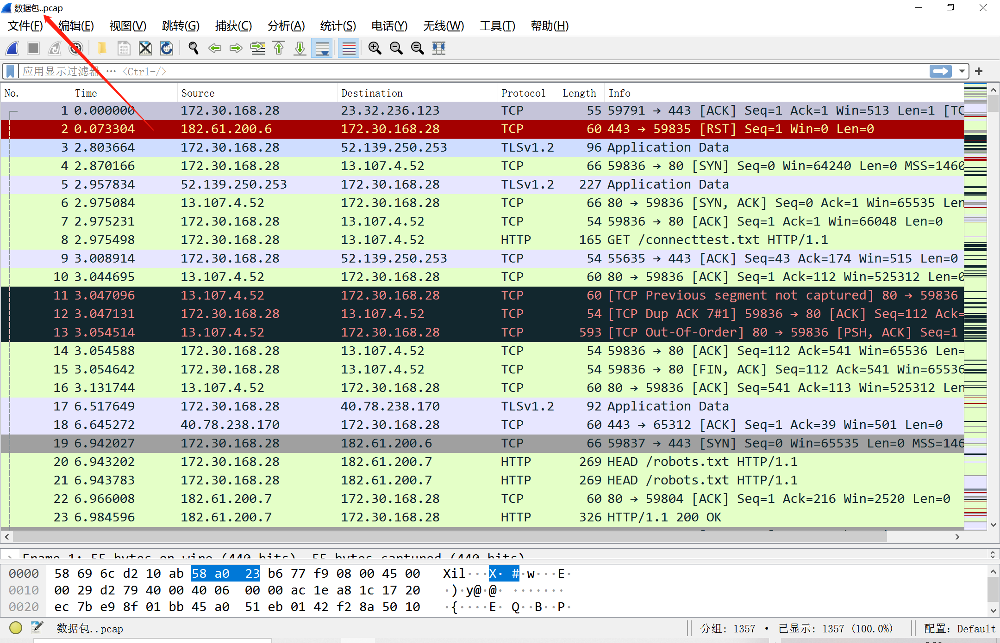 数据包..pcap
文件(F) 编辑(E) 视图(V) 跳转(G) 捕获(C) 分析(A) 统计(S) 电话(Y) 无线(W) 工具(T) 帮助(H)
应用显示过滤器 … <Ctrl-/>
No. Time Source Destination Protocol Length Info
1 0.000000 172.30.168.28 23.32.236.123 TCP 55 59791 → 443 [ACK] Seq=1 Ack=1 Win=513 Len=1 [TC
2 0.073304 182.61.200.6 172.30.168.28 TCP 60 443 → 59835 [RST] Seq=1 Win=0 Len=0
3 2.803664 172.30.168.28 52.139.250.253 TLSv1.2 96 Application Data
4 2.870166 172.30.168.28 13.107.4.52 TCP 66 59836 → 80 [SYN] Seq=0 Win=64240 Len=0 MSS=1460
5 2.957834 52.139.250.253 172.30.168.28 TLSv1.2 227 Application Data
6 2.975084 13.107.4.52 172.30.168.28 TCP 66 80 → 59836 [SYN, ACK] Seq=0 Ack=1 Win=65535 Len
7 2.975231 172.30.168.28 13.107.4.52 TCP 54 59836 → 80 [ACK] Seq=1 Ack=1 Win=66048 Len=0
8 2.975498 172.30.168.28 13.107.4.52 HTTP 165 GET /connecttest.txt HTTP/1.1
9 3.008914 172.30.168.28 52.139.250.253 TCP 54 55635 → 443 [ACK] Seq=43 Ack=174 Win=515 Len=0
10 3.044695 13.107.4.52 172.30.168.28 TCP 60 80 → 59836 [ACK] Seq=1 Ack=112 Win=525312 Len=0
11 3.047096 13.107.4.52 172.30.168.28 TCP 60 [TCP Previous segment not captured] 80 → 59836
12 3.047131 172.30.168.28 13.107.4.52 TCP 54 [TCP Dup ACK 7#1] 59836 → 80 [ACK] Seq=112 Ack=
13 3.054514 13.107.4.52 172.30.168.28 TCP 593 [TCP Out-Of-Order] 80 → 59836 [PSH, ACK] Seq=1
14 3.054588 172.30.168.28 13.107.4.52 TCP 54 59836 → 80 [ACK] Seq=112 Ack=541 Win=65536 Len=
15 3.054642 172.30.168.28 13.107.4.52 TCP 54 59836 → 80 [FIN, ACK] Seq=112 Ack=541 Win=65536
16 3.131744 13.107.4.52 172.30.168.28 TCP 60 80 → 59836 [ACK] Seq=541 Ack=113 Win=525312 Len
17 6.517649 172.30.168.28 40.78.238.170 TLSv1.2 92 Application Data
18 6.645272 40.78.238.170 172.30.168.28 TCP 60 443 → 65312 [ACK] Seq=1 Ack=39 Win=501 Len=0
19 6.942027 172.30.168.28 182.61.200.6 TCP 66 59837 → 443 [SYN] Seq=0 Win=65535 Len=0 MSS=146
20 6.943202 172.30.168.28 182.61.200.7 HTTP 269 HEAD /robots.txt HTTP/1.1
21 6.943783 172.30.168.28 182.61.200.7 HTTP 269 HEAD /robots.txt HTTP/1.1
22 6.966008 182.61.200.7 172.30.168.28 TCP 60 80 → 59804 [ACK] Seq=1 Ack=216 Win=2520 Len=0
23 6.984596 182.61.200.7 172.30.168.28 HTTP 326 HTTP/1.1 200 OK
Frame 1: 55 bytes on wire (440 bits), 55 bytes captured (440 bits)
0000 58 69 6c d2 10 ab 58 a0 23 b6 77 f9 08 00 45 00 Xil···X· #·w···E·
0010 00 29 d2 79 40 00 40 06 00 00 ac 1e a8 1c 17 20 ·)·y@·@· ·······
0020 ec 7b e9 8f 01 bb 45 a0 51 eb 01 42 f2 8a 50 10 ·{····E· Q··B··P·
数据包..pcap 分组: 1357 · 已显示: 1357 (100.0%) 配置: Default